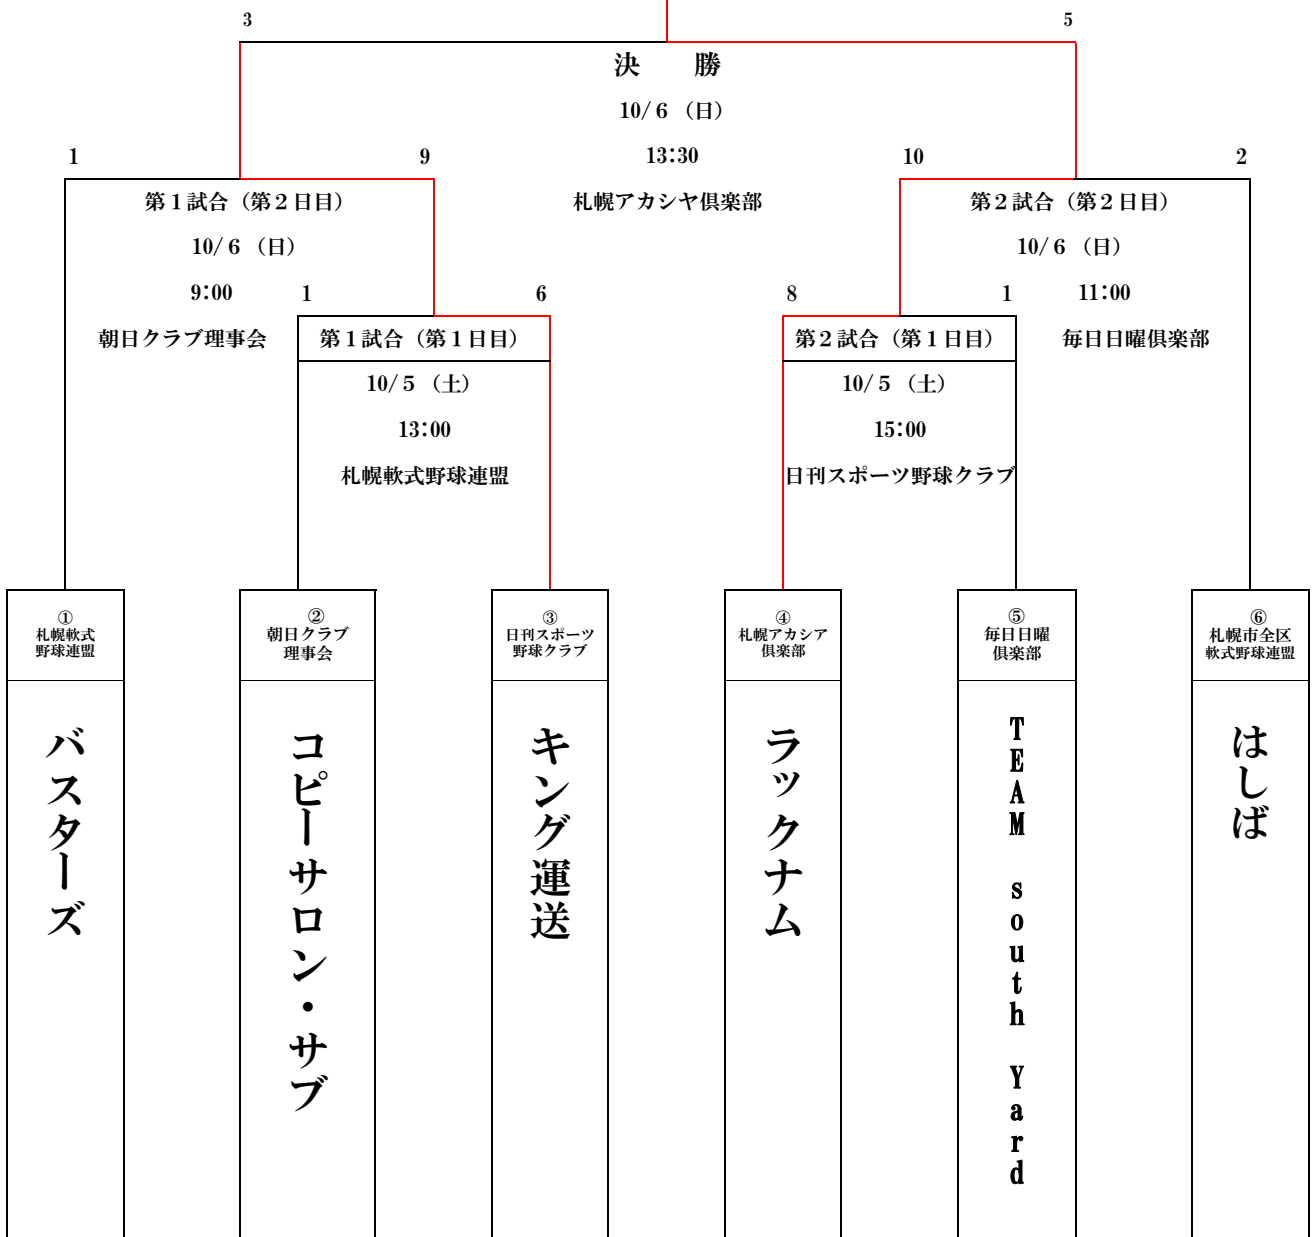 3
5
決　　勝
10/６（日）
13:30
札幌アカシヤ倶楽部
1
9
10
2
第１試合（第２日目）
10/６（日）
9:00
朝日クラブ理事会
第２試合（第２日目）
10/６（日）
11:00
毎日日曜倶楽部
1
6
8
1
第１試合（第１日目）
10/５（土）
13:00
札幌軟式野球連盟
第２試合（第１日目）
10/５（土）
15:00
日刊スポーツ野球クラブ
①
札幌軟式
野球連盟
バスターズ
②
朝日クラブ
理事会
コピーサロン・サブ
③
日刊スポーツ
野球クラブ
キング運送
④
札幌アカシア
倶楽部
ラックナム
⑤
毎日日曜
倶楽部
TEAM south Yard
⑥
札幌市全区
軟式野球連盟
はしば